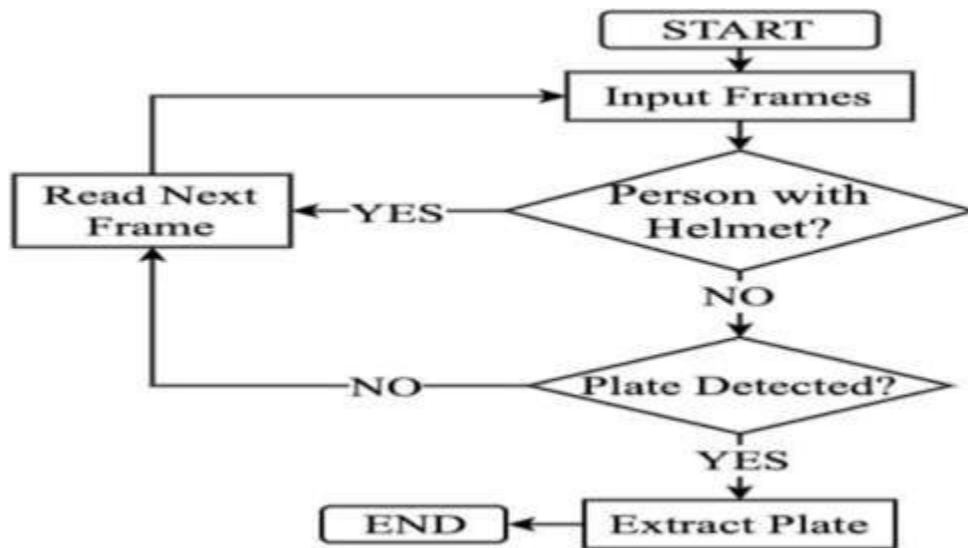 START
Input Frames
Person with
Helmet?
YES
Read Next
Frame
NO
Plate Detected?
NO
YES
Extract Plate
END